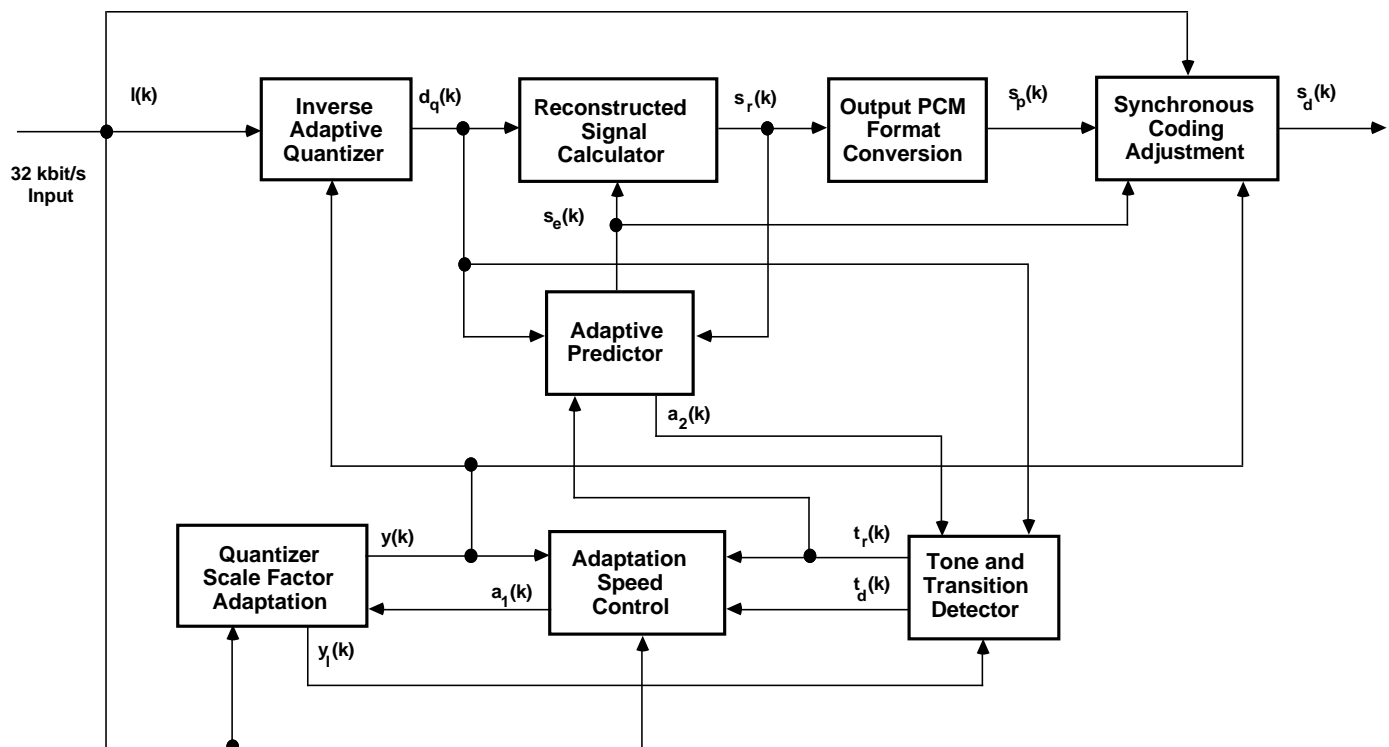 I(k)
32 kbit/s
Input
Inverse
Adaptive
Quantizer
d_q(k)
Reconstructed
Signal
Calculator
s_r(k)
Output PCM
Format
Conversion
s_p(k)
Synchronous
Coding
Adjustment
s_d(k)
s_e(k)
Adaptive
Predictor
a_2(k)
Quantizer
Scale Factor
Adaptation
y(k)
a_1(k)
y_l(k)
Adaptation
Speed
Control
t_r(k)
t_d(k)
Tone and
Transition
Detector